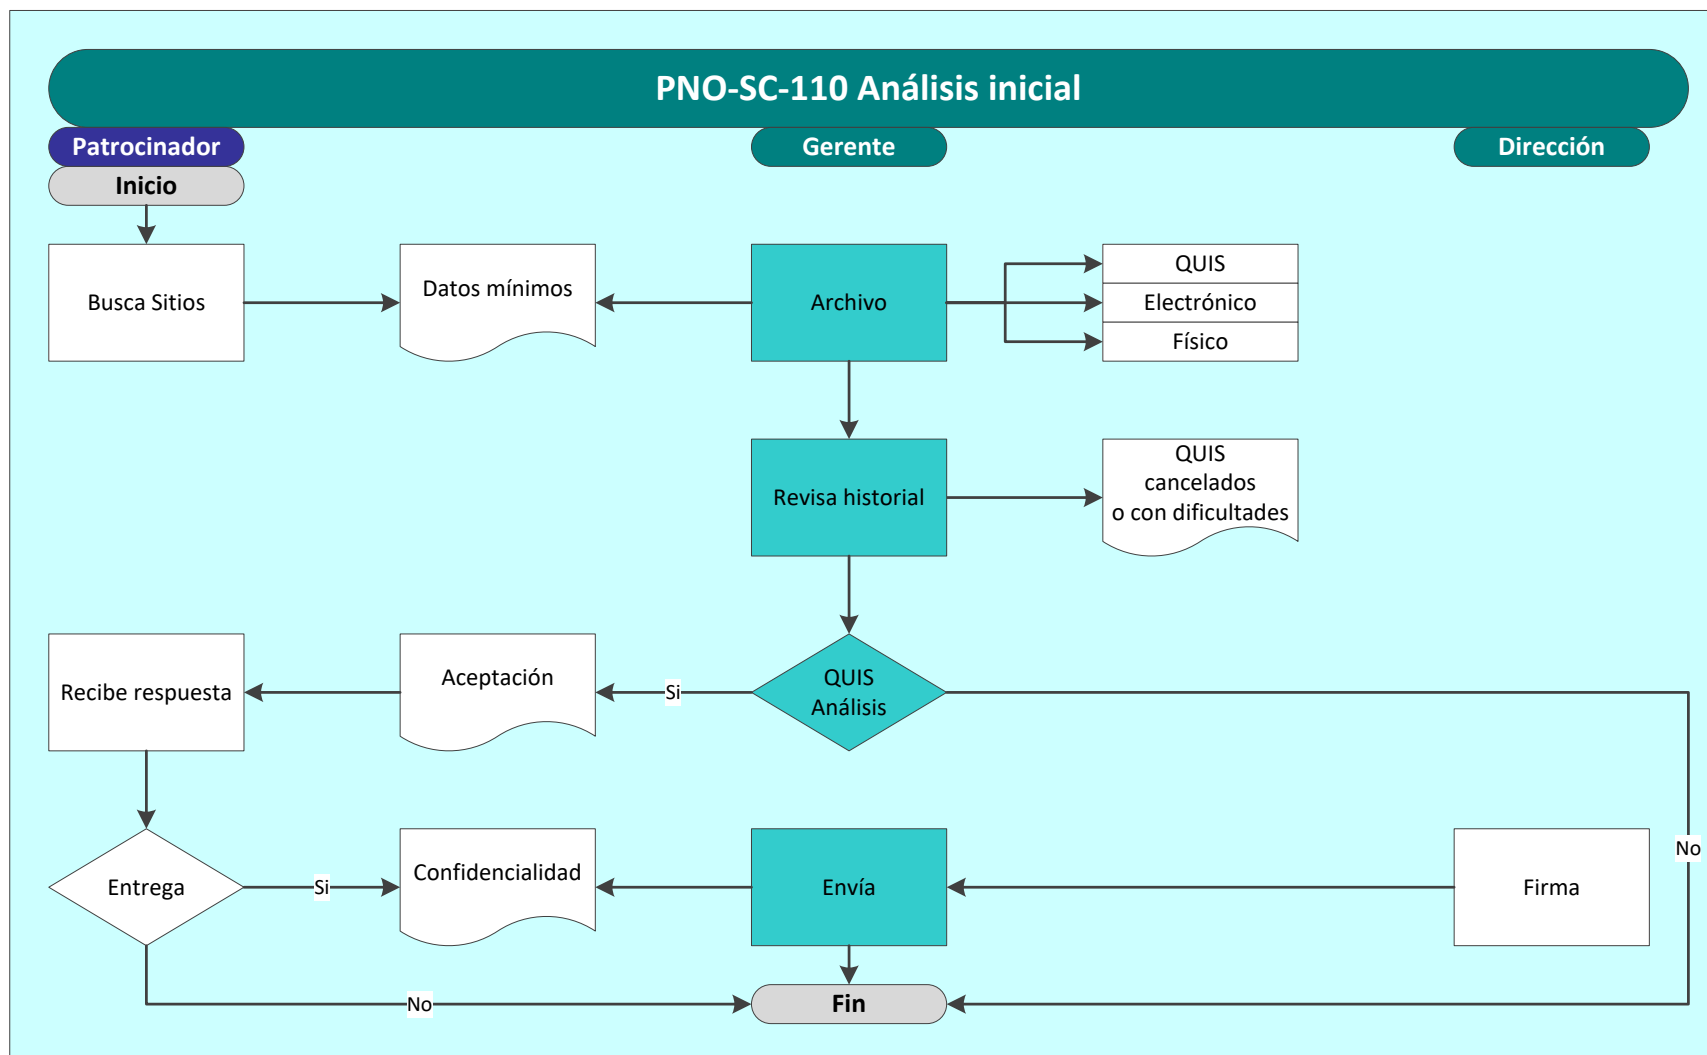 PNO-SC-110 Análisis inicial
Patrocinador
Gerente
Dirección
Inicio
Busca Sitios
Datos mínimos
Archivo
QUIS
Electrónico
Físico
Revisa historial
QUIS
cancelados
o con dificultades
Recibe respuesta
Aceptación
Si
QUIS
Análisis
No
Entrega
Si
Confidencialidad
Envía
Firma
No
Fin